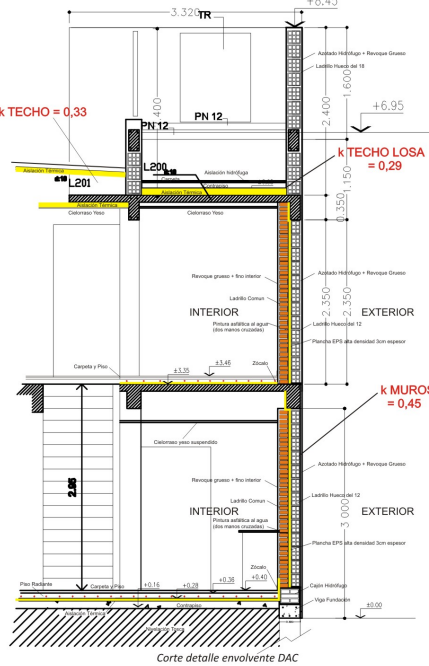 +6.45
3.320
TR
Azotado Hidrófugo + Revoque Grueso
Ladrillo Hueco del 18
2.400
2.400
1.600
+6.95
k TECHO = 0,33
PN 12
PN 12
k TECHO LOSA
= 0,29
L200
L201
Aislación hidrófuga
Carpeta
Contrapiso
Aislación Térmica
Aislación Térmica
Aislación Térmica
Cielorraso Yeso
Cielorraso Yeso
1.150
0.350
Revoque grueso + fino interior
Azotado Hidrófugo + Revoque Grueso
Ladrillo Comun
INTERIOR
EXTERIOR
2.350
2.350
Pintura asfáltica al agua
(dos manos cruzadas)
Ladrillo Hueco del 12
Plancha EPS alta densidad 3cm espesor
Carpeta y Piso
Zócalo
+3.46
+3.35
k MUROS
= 0,45
Cielorraso yeso suspendido
Azotado Hidrófugo + Revoque Grueso
Revoque grueso + fino interior
2.95
Ladrillo Comun
Ladrillo Hueco del 12
3.000
INTERIOR
EXTERIOR
Pintura asfáltica al agua
(dos manos cruzadas)
Plancha EPS alta densidad 3cm espesor
Zócalo
Piso Radiante
Carpeta y Piso
+0.16
+0.28
+0.36
+0.40
Cajón Hidrófugo
Viga Fundación
±0.00
Contrapiso
Aislación Térmica
Corte detalle envolvente DAC